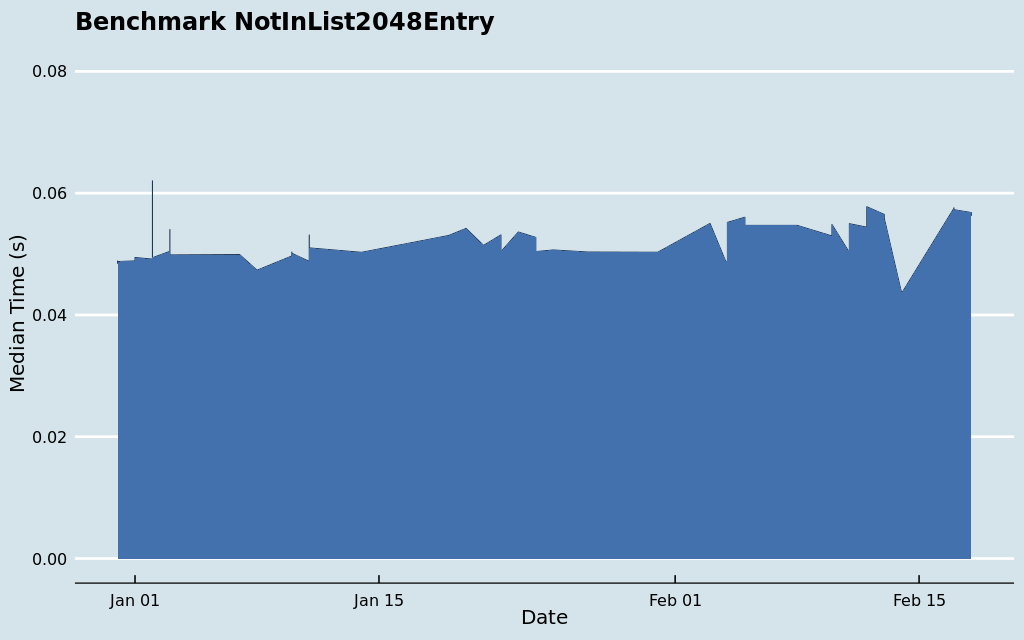 Benchmark NotInList2048Entry
0.08
0.06
0.04
0.02
0.00
Median Time (s)
Jan 01
Jan 15
Feb 01
Feb 15
Date